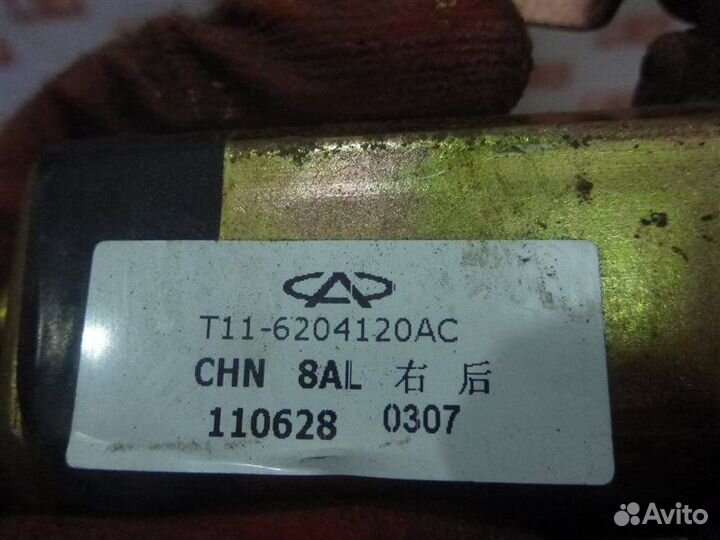 T11-6204120AC
CHN 8AL 右 后
110628 0307
Avito